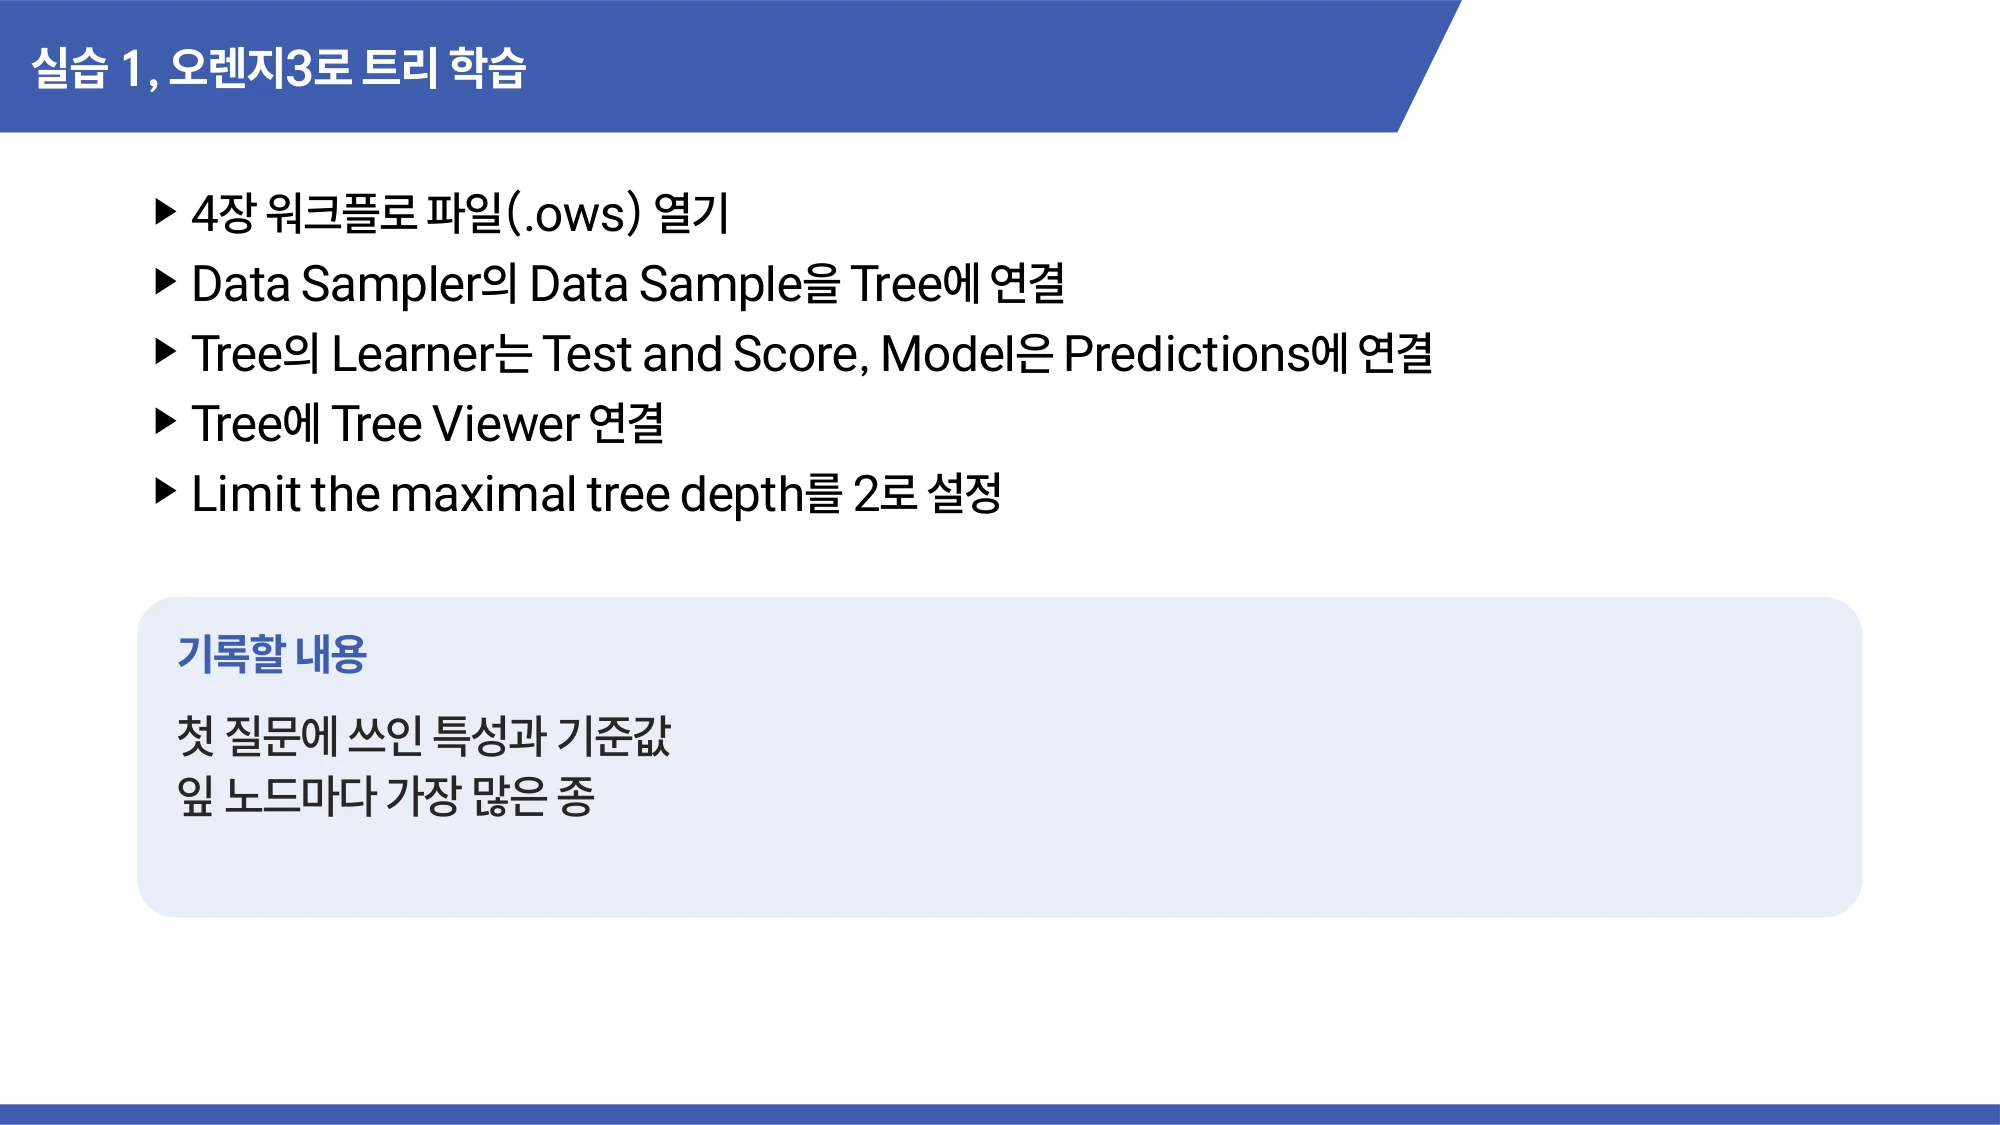 실습 1, 오렌지3로 트리 학습
▶ 4장 워크플로 파일(.ows) 열기
▶ Data Sampler의 Data Sample을 Tree에 연결
▶ Tree의 Learner는 Test and Score, Model은 Predictions에 연결
▶ Tree에 Tree Viewer 연결
▶ Limit the maximal tree depth를 2로 설정
기록할 내용
첫 질문에 쓰인 특성과 기준값
잎 노드마다 가장 많은 종